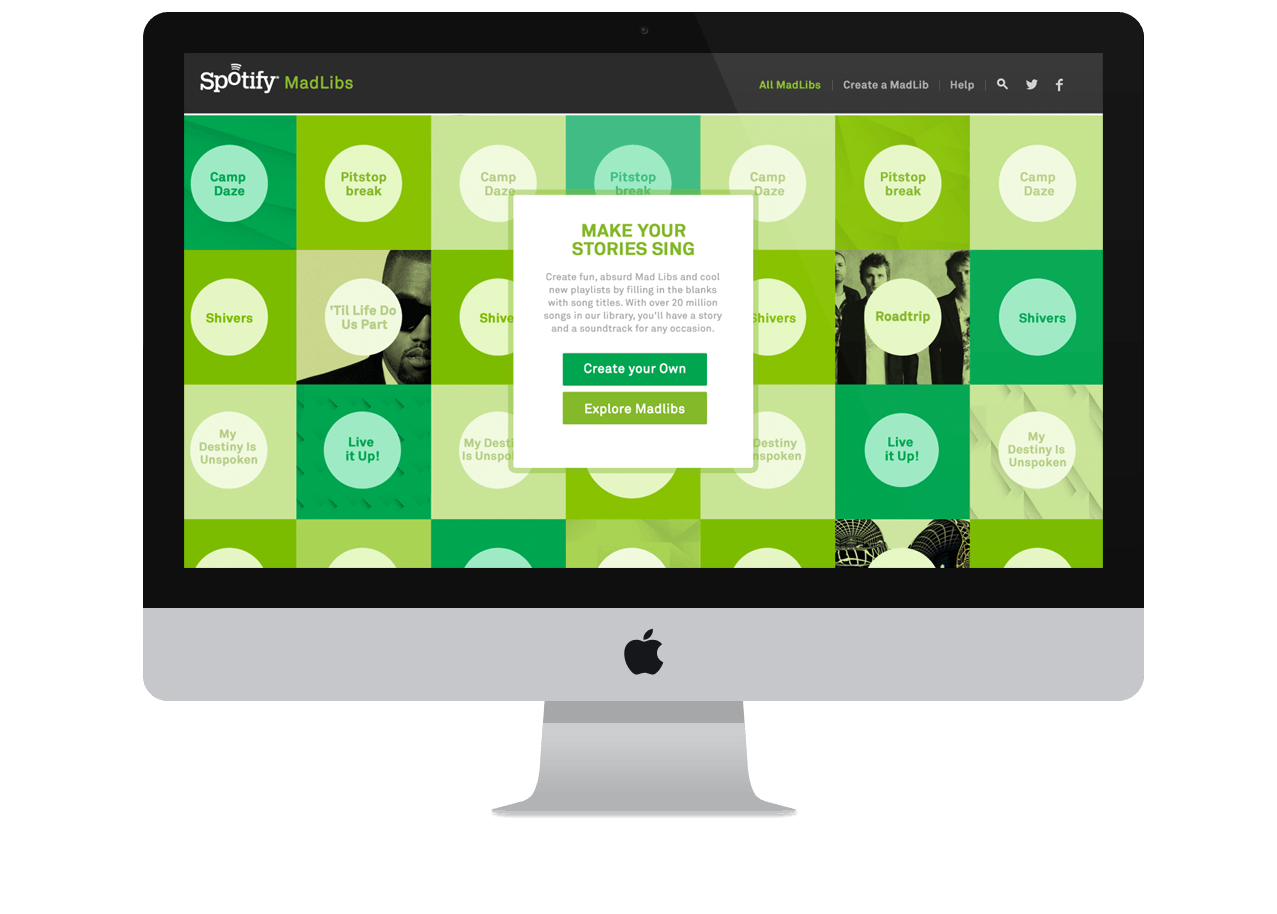 Spotify MadLibs
All MadLibs
Create a MadLib
Help
Camp
Daze
Pitstop
break
Camp
Daze
Pitstop
break
Camp
Daze
Pitstop
break
Camp
Daze
MAKE YOUR
STORIES SING
Create fun, absurd Mad Libs and cool
new playlists by filling in the blanks
with song titles. With over 20 million
songs in our library, you'll have a story
and a soundtrack for any occasion.
Create your Own
Explore Madlibs
Shivers
'Til Life Do
Us Part
Shive
Shivers
Roadtrip
Shivers
My
Destiny Is
Unspoken
Live
it Up!
My Desti
Is Unspo
Destiny
poken
Live
it Up!
My
Destiny Is
Unspoken